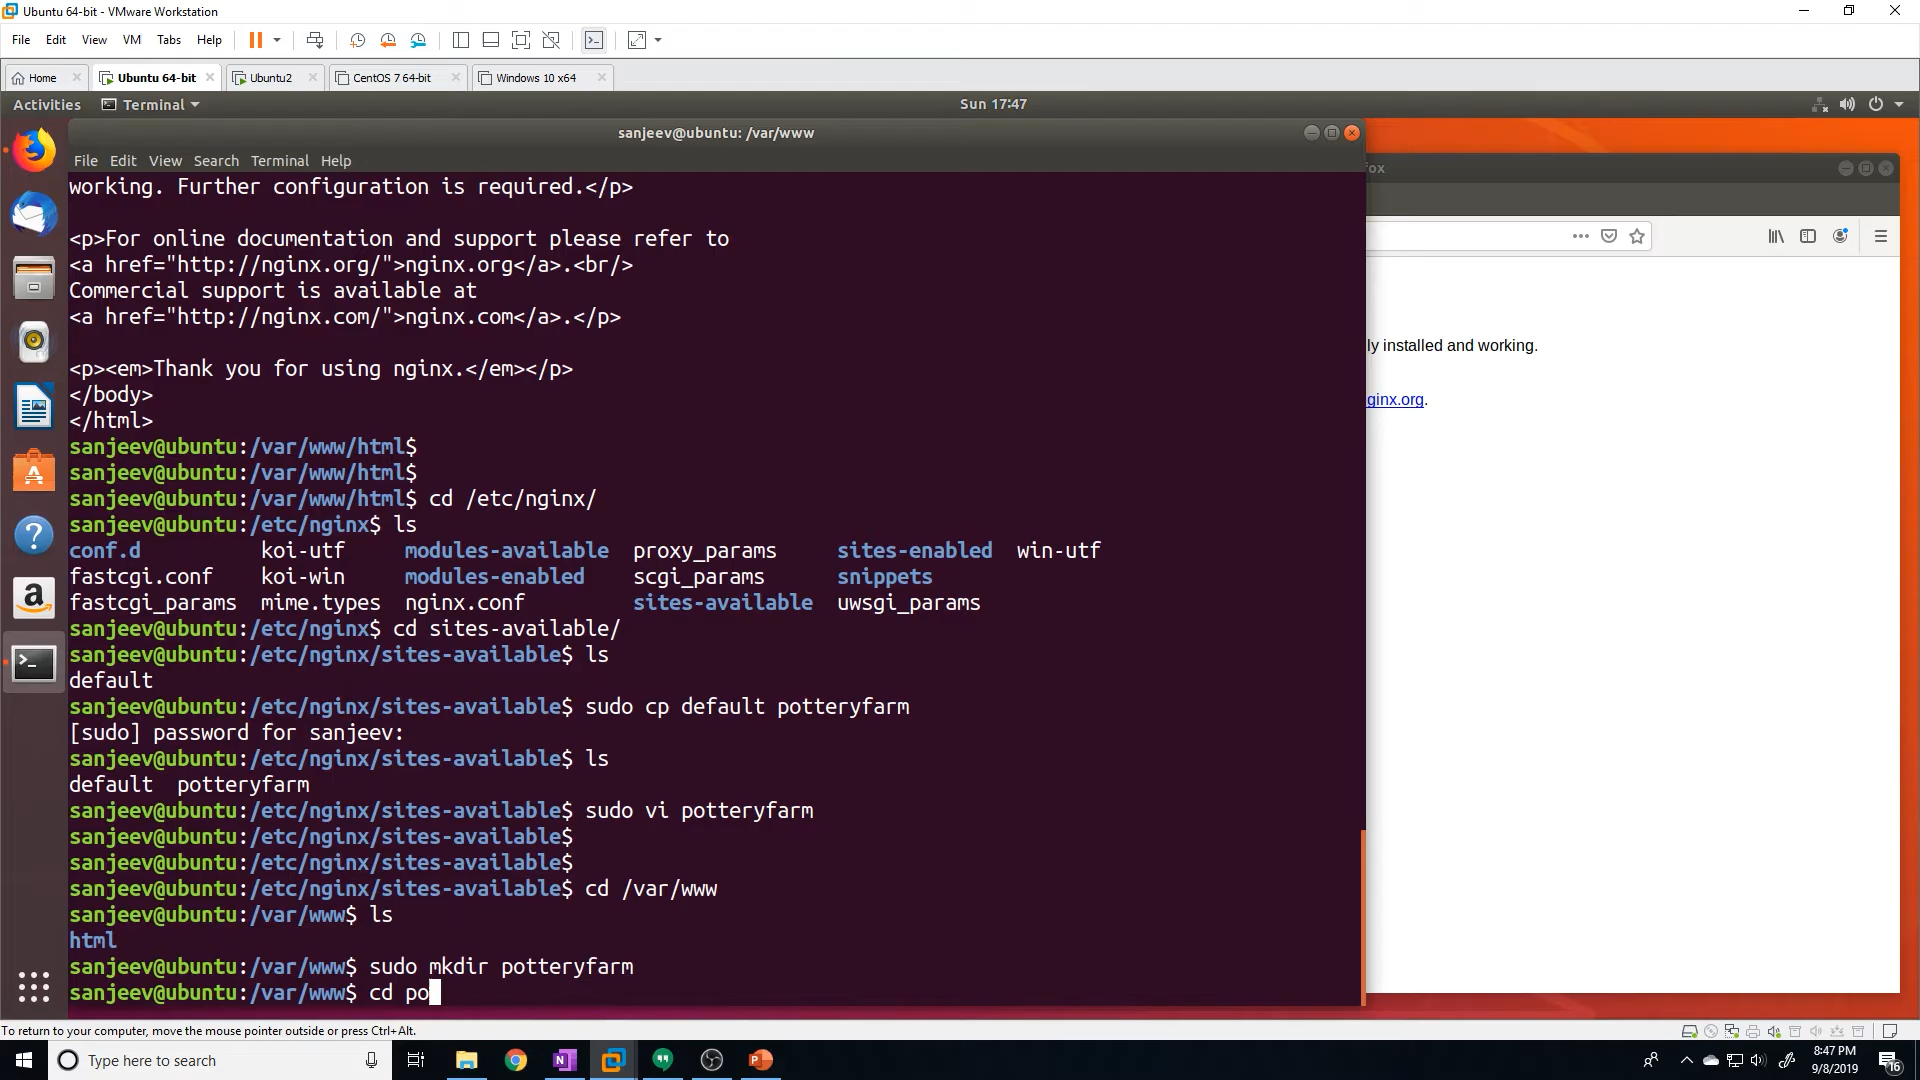 Ubuntu 64-bit - VMware Workstation
File Edit View VM Tabs Help
Home Ubuntu 64-bit Ubuntu2 CentOS 7 64-bit Windows 10 x64
Activities Terminal Sun 17:47
sanjeev@ubuntu: /var/www
ox
File Edit View Search Terminal Help
working. Further configuration is required.</p>
<p>For online documentation and support please refer to
<a href="http://nginx.org/">nginx.org</a>.<br/>
Commercial support is available at
<a href="http://nginx.com/">nginx.com</a>.</p>
<p><em>Thank you for using nginx.</em></p>
</body>
</html>
ly installed and working.
ginx.org.
sanjeev@ubuntu:/var/www/html$
sanjeev@ubuntu:/var/www/html$
sanjeev@ubuntu:/var/www/html$ cd /etc/nginx/
sanjeev@ubuntu:/etc/nginx$ ls
conf.d koi-utf modules-available proxy_params sites-enabled win-utf
fastcgi.conf koi-win modules-enabled scgi_params snippets
fastcgi_params mime.types nginx.conf sites-available uwsgi_params
sanjeev@ubuntu:/etc/nginx$ cd sites-available/
sanjeev@ubuntu:/etc/nginx/sites-available$ ls
default
sanjeev@ubuntu:/etc/nginx/sites-available$ sudo cp default potteryfarm
[sudo] password for sanjeev:
sanjeev@ubuntu:/etc/nginx/sites-available$ ls
default potteryfarm
sanjeev@ubuntu:/etc/nginx/sites-available$ sudo vi potteryfarm
sanjeev@ubuntu:/etc/nginx/sites-available$
sanjeev@ubuntu:/etc/nginx/sites-available$
sanjeev@ubuntu:/etc/nginx/sites-available$ cd /var/www
sanjeev@ubuntu:/var/www$ ls
html
sanjeev@ubuntu:/var/www$ sudo mkdir potteryfarm
sanjeev@ubuntu:/var/www$ cd po
To return to your computer, move the mouse pointer outside or press Ctrl+Alt.
Type here to search
8:47 PM
9/8/2019
16